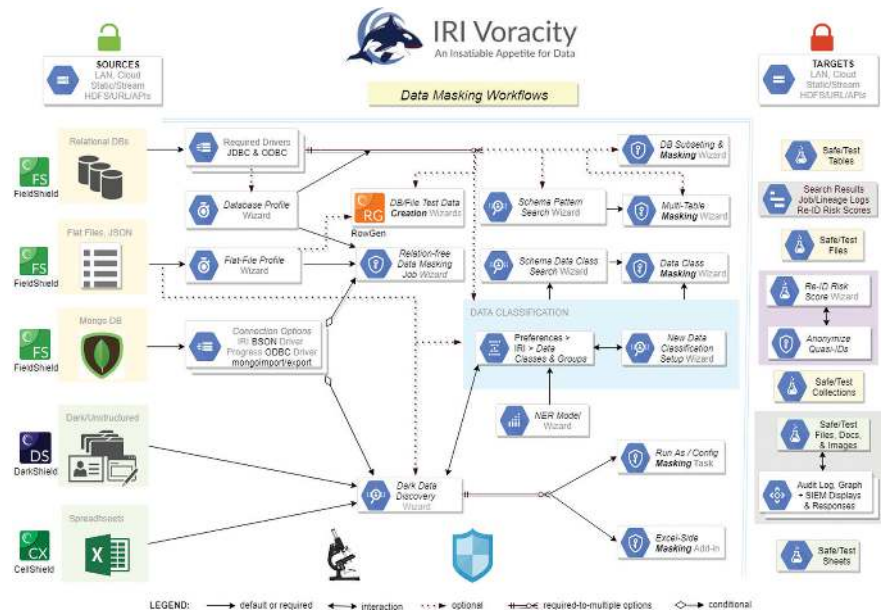 IRI Voracity
An Insatiable Appetite for Data
Data Masking Workflows
SOURCES
LAN, Cloud
Static/Stream
HDFS/URL/APIs
TARGETS
LAN, Cloud
Static/Stream
HDFS/URL/APIs
Relational DBs
FS
FieldShield
Required Drivers
JDBC & ODBC
Database Profile
Wizard
RG
RowGen
DB/File Test Data
Creation Wizards
DB Subsetting &
Masking Wizard
Schema Pattern
Search Wizard
Multi-Table
Masking Wizard
Flat Files, JSON
FS
FieldShield
Flat-File Profile
Wizard
Relation-free
Data Masking
Job Wizard
Schema Data Class
Search Wizard
Data Class
Masking Wizard
DATA CLASSIFICATION
Preferences >
IRI > Data
Classes & Groups
New Data
Classification
Setup Wizard
NER Model
Wizard
Mongo DB
FS
FieldShield
Connection Options
IRI BSON Driver
Progress ODBC Driver
mongoimport/export
Dark/Unstructured
DS
DarkShield
Dark Data
Discovery
Wizard
Run As / Config
Masking Task
Excel-Side
Masking Add-in
Spreadsheets
CX
CellShield
X
Safe/Test
Tables
Search Results
Job/Lineage Logs
Re-ID Risk Scores
Safe/Test
Files
Re-ID Risk
Score Wizard
Anonymize
Quasi-IDs
Safe/Test
Collections
Safe/Test
Files, Docs,
& Images
Audit Log, Graph
+ SIEM Displays
& Responses
Safe/Test
Sheets
LEGEND: default or required interaction optional required-to-multiple options conditional